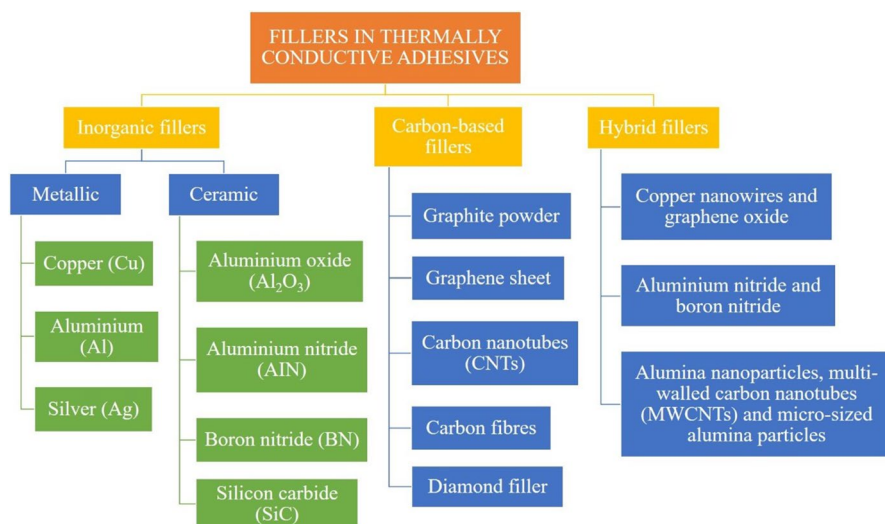 FILLERS IN THERMALLY
CONDUCTIVE ADHESIVES
Inorganic fillers
Carbon-based
fillers
Hybrid fillers
Metallic
Ceramic
Copper (Cu)
Aluminium
(Al)
Silver (Ag)
Aluminium oxide
(Al₂O₃)
Aluminium nitride
(AIN)
Boron nitride (BN)
Silicon carbide
(SiC)
Graphite powder
Graphene sheet
Carbon nanotubes
(CNTs)
Carbon fibres
Diamond filler
Copper nanowires and
graphene oxide
Aluminium nitride and
boron nitride
Alumina nanoparticles, multi-
walled carbon nanotubes
(MWCNTs) and micro-sized
alumina particles